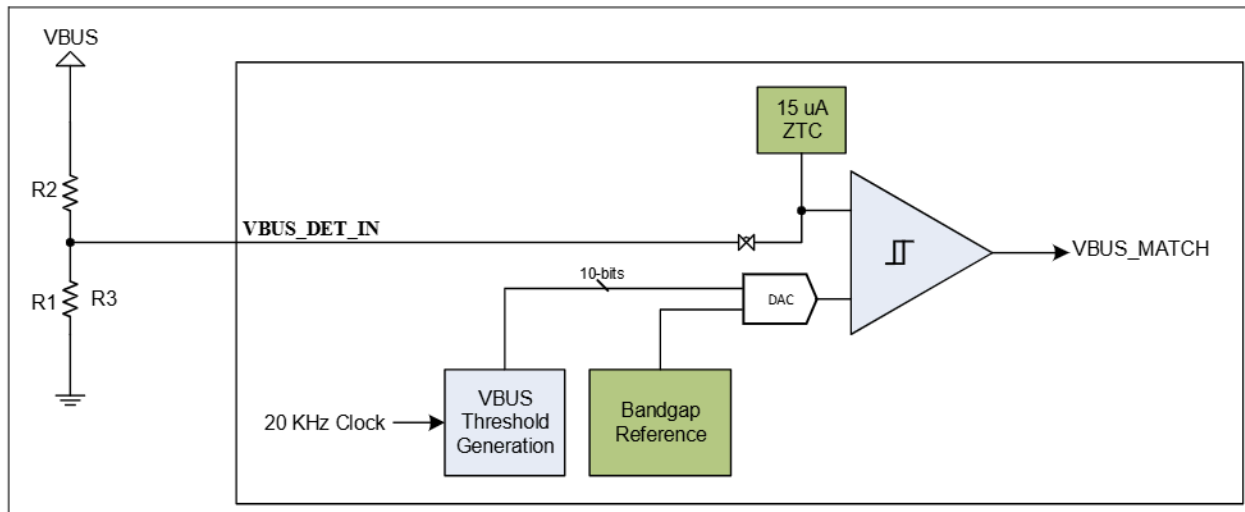 VBUS
15 uA
ZTC
R2
VBUS_DET_IN
VBUS_MATCH
10-bits
DAC
R1
R3
VBUS
Threshold
Generation
Bandgap
Reference
20 KHz Clock